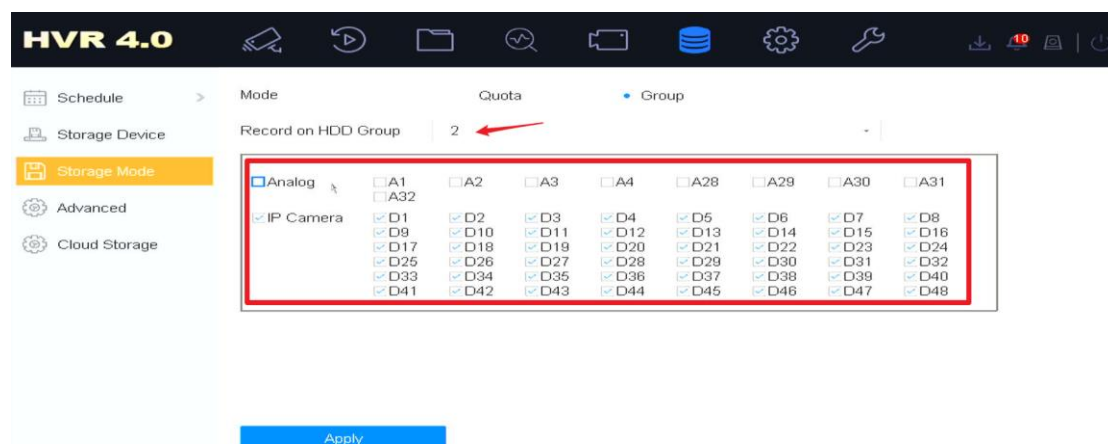 HVR 4.0
10
Schedule
Storage Device
Storage Mode
Advanced
Cloud Storage
Mode Quota Group
Record on HDD Group 2
Analog A1 A2 A3 A4 A28 A29 A30 A31
A32
IP Camera D1 D2 D3 D4 D5 D6 D7 D8
D9 D10 D11 D12 D13 D14 D15 D16
D17 D18 D19 D20 D21 D22 D23 D24
D25 D26 D27 D28 D29 D30 D31 D32
D33 D34 D35 D36 D37 D38 D39 D40
D41 D42 D43 D44 D45 D46 D47 D48
Apply